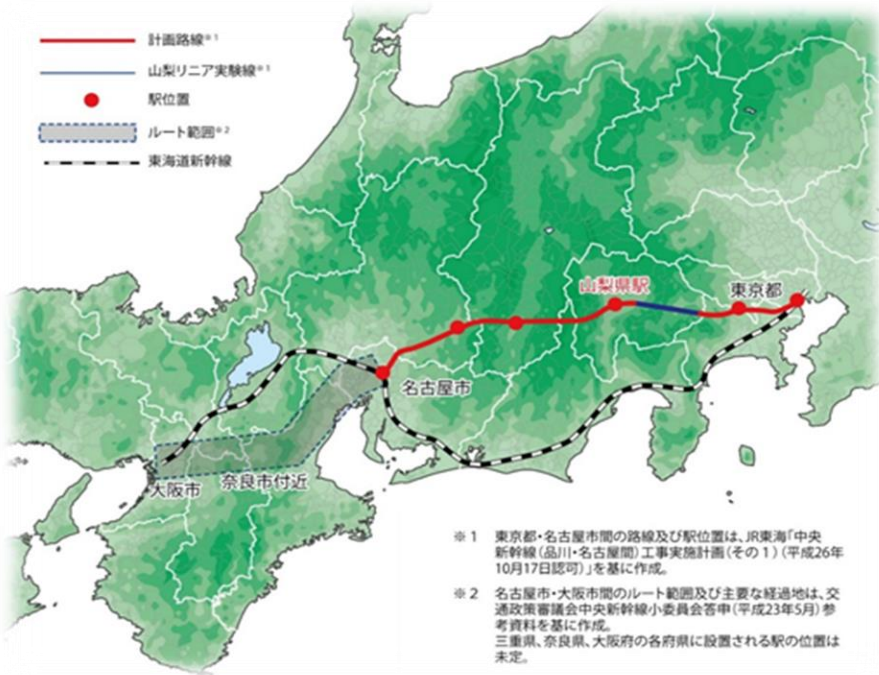 計画路線※1
山梨リニア実験線※1
駅位置
ルート範囲※2
東海道新幹線
山梨県駅
東京都
名古屋市
大阪市
奈良市付近
※1 東京都・名古屋市間の路線及び駅位置は、JR東海「中央
新幹線（品川・名古屋間）工事実施計画（その1）（平成26年
10月17日認可）」を基に作成。
※2 名古屋市・大阪市間のルート範囲及び主要な経過地は、交
通政策審議会中央新幹線小委員会答申（平成23年5月）参
考資料を基に作成。
三重県、奈良県、大阪府の各府県に設置される駅の位置は
未定。